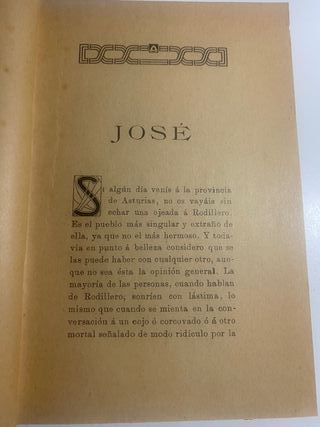 JOSÉ
Si algún día venís á la provincia
de Asturias, no os vayáis sin
echar una ojeada á Rodillero.
Es el pueblo más singular y extraño de
ella, ya que no el más hermoso. Y toda-
vía en punto á belleza considero que se
las puede haber con cualquier otro, aun-
que no sea ésta la opinión general. La
mayoría de las personas, cuando hablan
de Rodillero, sonríen con lástima, lo
mismo que cuando se mienta en la con-
versación á un cojo ó corcovado ó á otro
mortal señalado de modo ridículo por la